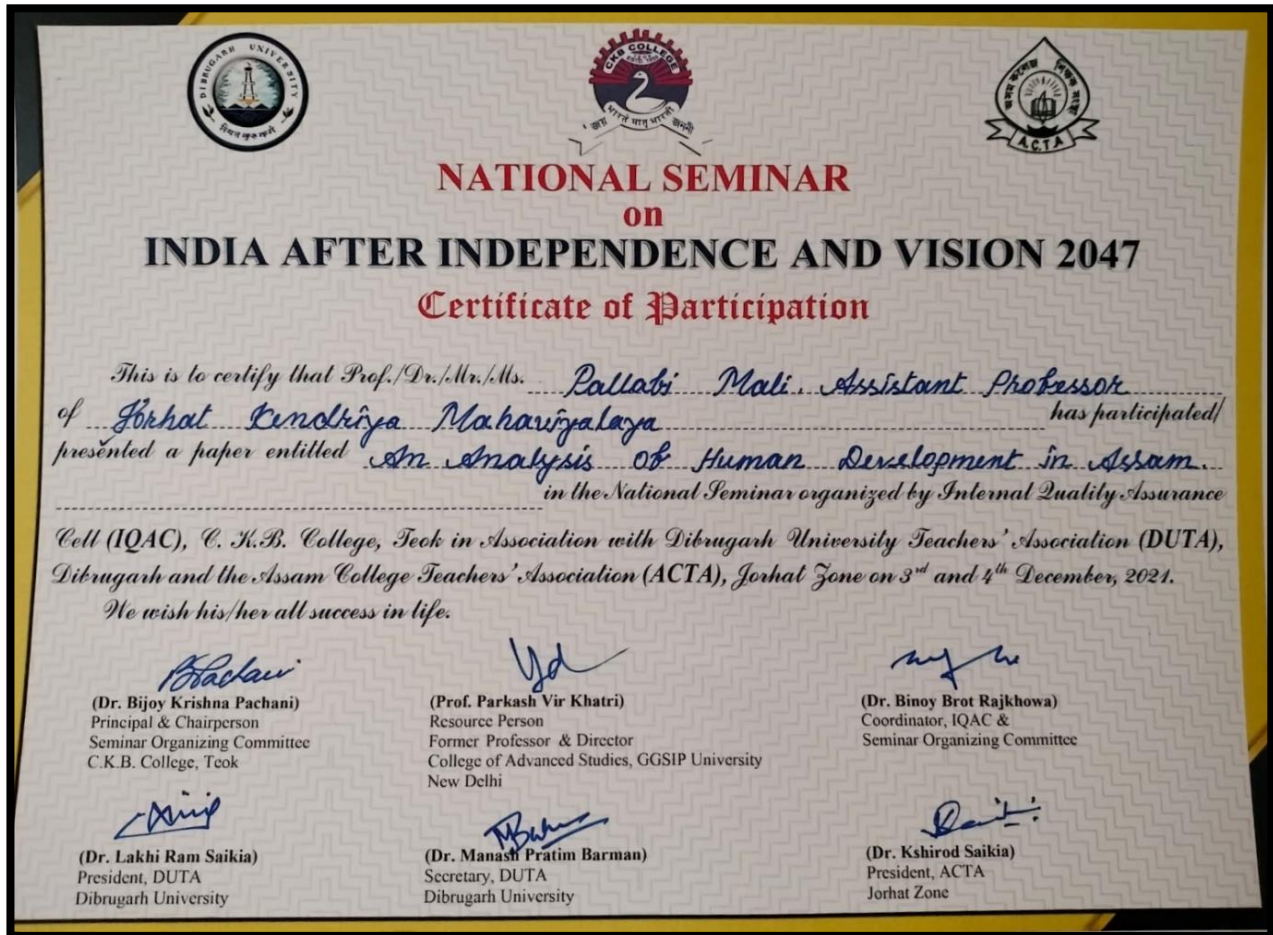 DIBRUGARH UNIVERSITY
CKB COLLEGE
A.C.T.A
NATIONAL SEMINAR
on
INDIA AFTER INDEPENDENCE AND VISION 2047
Certificate of Participation
This is to certify that Prof./Dr./Mr./Ms. Pallabi Mali. Assistant Professor
of Jorhat Kendriya Mahaviyalaya has participated/
presented a paper entitled An Analysis of Human Development in Assam.
in the National Seminar organized by Internal Quality Assurance
Cell (IQAC), C. K.B. College, Teok in Association with Dibrugarh University Teachers' Association (DUTA),
Dibrugarh and the Assam College Teachers' Association (ACTA), Jorhat Zone on 3rd and 4th December, 2021.
We wish his/her all success in life.
(Dr. Bijoy Krishna Pachani)
Principal & Chairperson
Seminar Organizing Committee
C.K.B. College, Teok
(Prof. Parkash Vir Khatri)
Resource Person
Former Professor & Director
College of Advanced Studies, GGSIP University
New Delhi
(Dr. Binoy Brot Rajkhowa)
Coordinator, IQAC &
Seminar Organizing Committee
(Dr. Lakhi Ram Saikia)
President, DUTA
Dibrugarh University
(Dr. Manash Pratim Barman)
Secretary, DUTA
Dibrugarh University
(Dr. Kshirod Saikia)
President, ACTA
Jorhat Zone